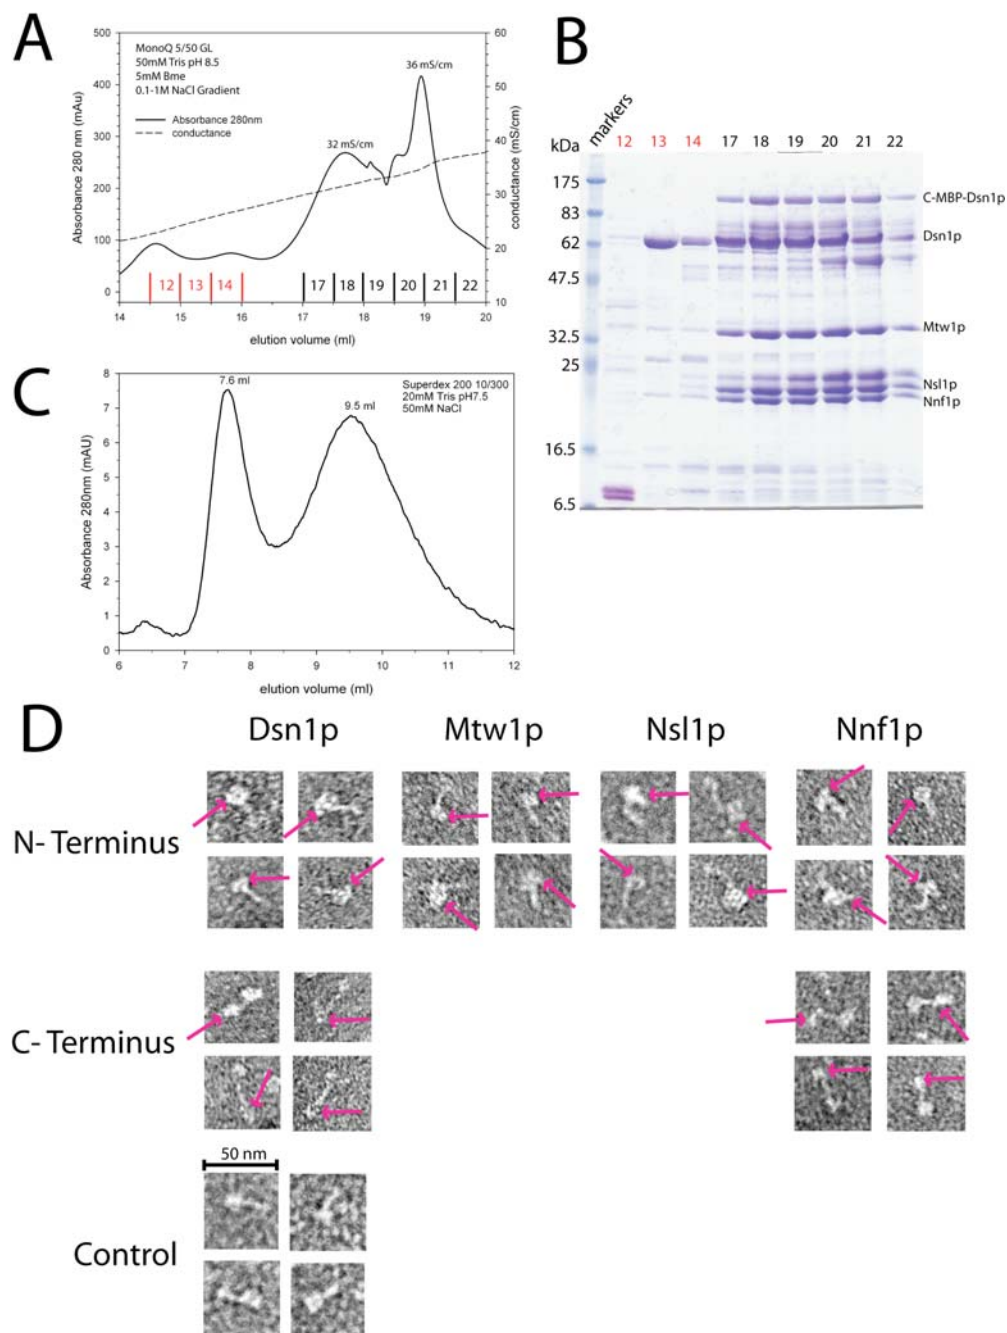 A
500
400
300
200
100
0
Absorbance 280 nm (mAu)
MonoQ 5/50 GL
50mM Tris pH 8.5
5mM Bme
0.1-1M NaCl Gradient
Absorbance 280nm
conductance
32 mS/cm
36 mS/cm
60
50
40
30
20
10
conductance (mS/cm)
12 13 14 17 18 19 20 21 22
14 15 16 17 18 19 20
elution volume (ml)
B
kDa
markers
12 13 14 17 18 19 20 21 22
175
83
62
47.5
32.5
25
16.5
6.5
C-MBP-Dsn1p
Dsn1p
Mtw1p
Nsl1p
Nnf1p
C
8
7
6
5
4
3
2
1
0
Absorbance 280nm (mAU)
7.6 ml
9.5 ml
Superdex 200 10/300
20mM Tris pH7.5
50mM NaCl
6 7 8 9 10 11 12
elution volume (ml)
D
Dsn1p Mtw1p Nsl1p Nnf1p
N- Terminus
C- Terminus
50 nm
Control